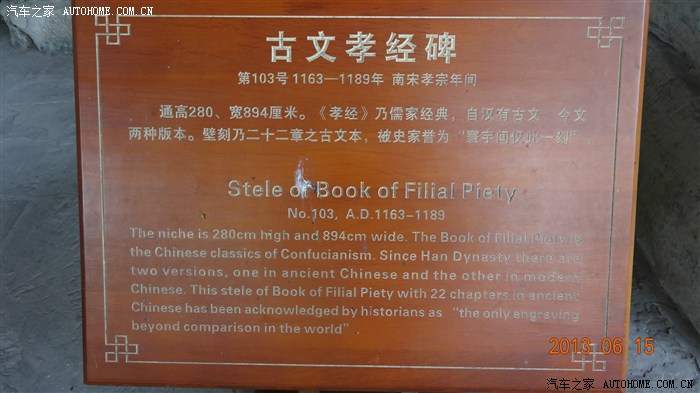 汽车之家 AUTOHOME.COM.CN
古文孝经碑
第103号 1163—1189年 南宋孝宗年间
通高280、宽894厘米。《孝经》乃儒家经典，自汉有古文、今文
两种版本。壁刻乃二十二章之古文本，被史家誉为“寰宇间仅此一刻”
Stele of Book of Filial Piety
No.103, A.D.1163-1189
The niche is 280cm high and 894cm wide. The Book of Filial Piety is
the Chinese classics of Confucianism. Since Han Dynasty there are
two versions, one in ancient Chinese and the other in modern
Chinese. This stele of Book of Filial Piety with 22 chapters in ancient
Chinese has been acknowledged by historians as “the only engraving
beyond comparison in the world”
2013 06 15
汽车之家 AUTOHOME.COM.CN